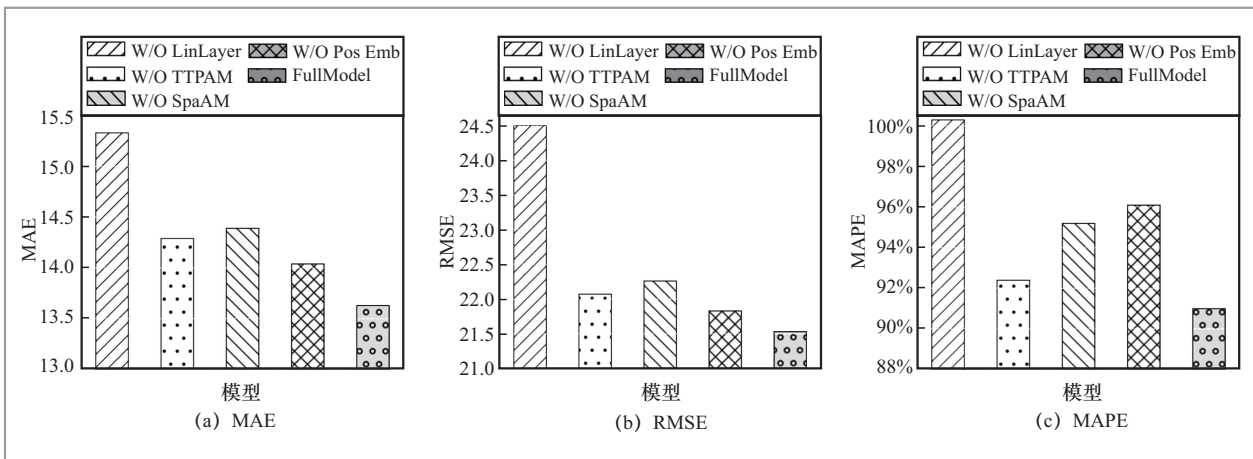 W/O LinLayer W/O Pos Emb
W/O TTPAM FullModel
W/O SpaAM
15.5
15.0
14.5
14.0
13.5
13.0
MAE
模型
(a) MAE
W/O LinLayer W/O Pos Emb
W/O TTPAM FullModel
W/O SpaAM
24.5
24.0
23.5
23.0
22.5
22.0
21.5
21.0
RMSE
模型
(b) RMSE
W/O LinLayer W/O Pos Emb
W/O TTPAM FullModel
W/O SpaAM
100%
98%
96%
94%
92%
90%
88%
MAPE
模型
(c) MAPE